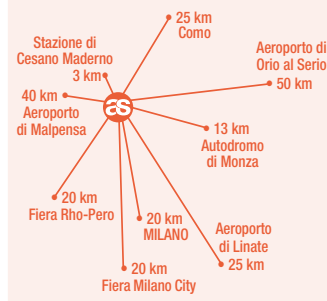 25 km
Como
Stazione di
Cesano Maderno
3 km
Aeroporto di
Orio al Serio
50 km
40 km
Aeroporto
di Malpensa
as
13 km
Autodromo
di Monza
20 km
Fiera Rho-Pero
20 km
MILANO
Aeroporto
di Linate
25 km
20 km
Fiera Milano City